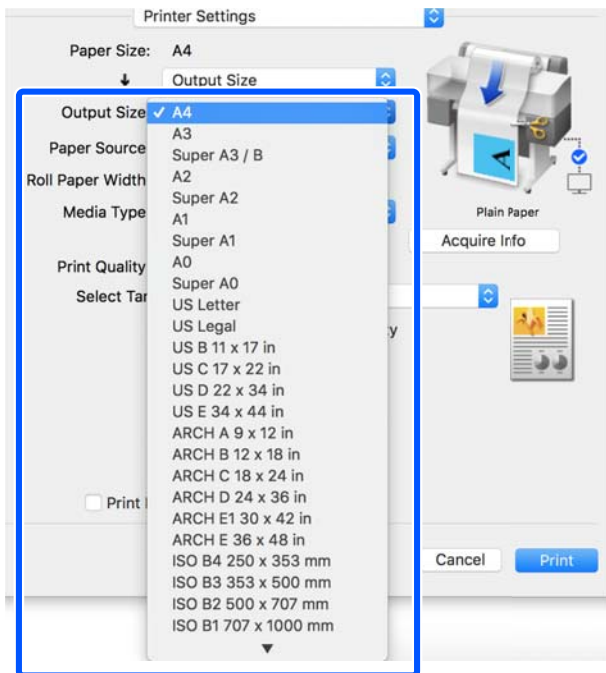 Printer Settings
Paper Size: A4
Output Size
Output Size ✓ A4
A3
Paper Source
Super A3 / B
Roll Paper Width
A2
Super A2
Media Type
A1
Plain Paper
Super A1
Acquire Info
Print Quality
A0
Super A0
Select Tar
US Letter
US Legal
y
US B 11 x 17 in
US C 17 x 22 in
US D 22 x 34 in
US E 34 x 44 in
ARCH A 9 x 12 in
ARCH B 12 x 18 in
ARCH C 18 x 24 in
ARCH D 24 x 36 in
Print
ARCH E1 30 x 42 in
ARCH E 36 x 48 in
ISO B4 250 x 353 mm
Cancel Print
ISO B3 353 x 500 mm
ISO B2 500 x 707 mm
ISO B1 707 x 1000 mm